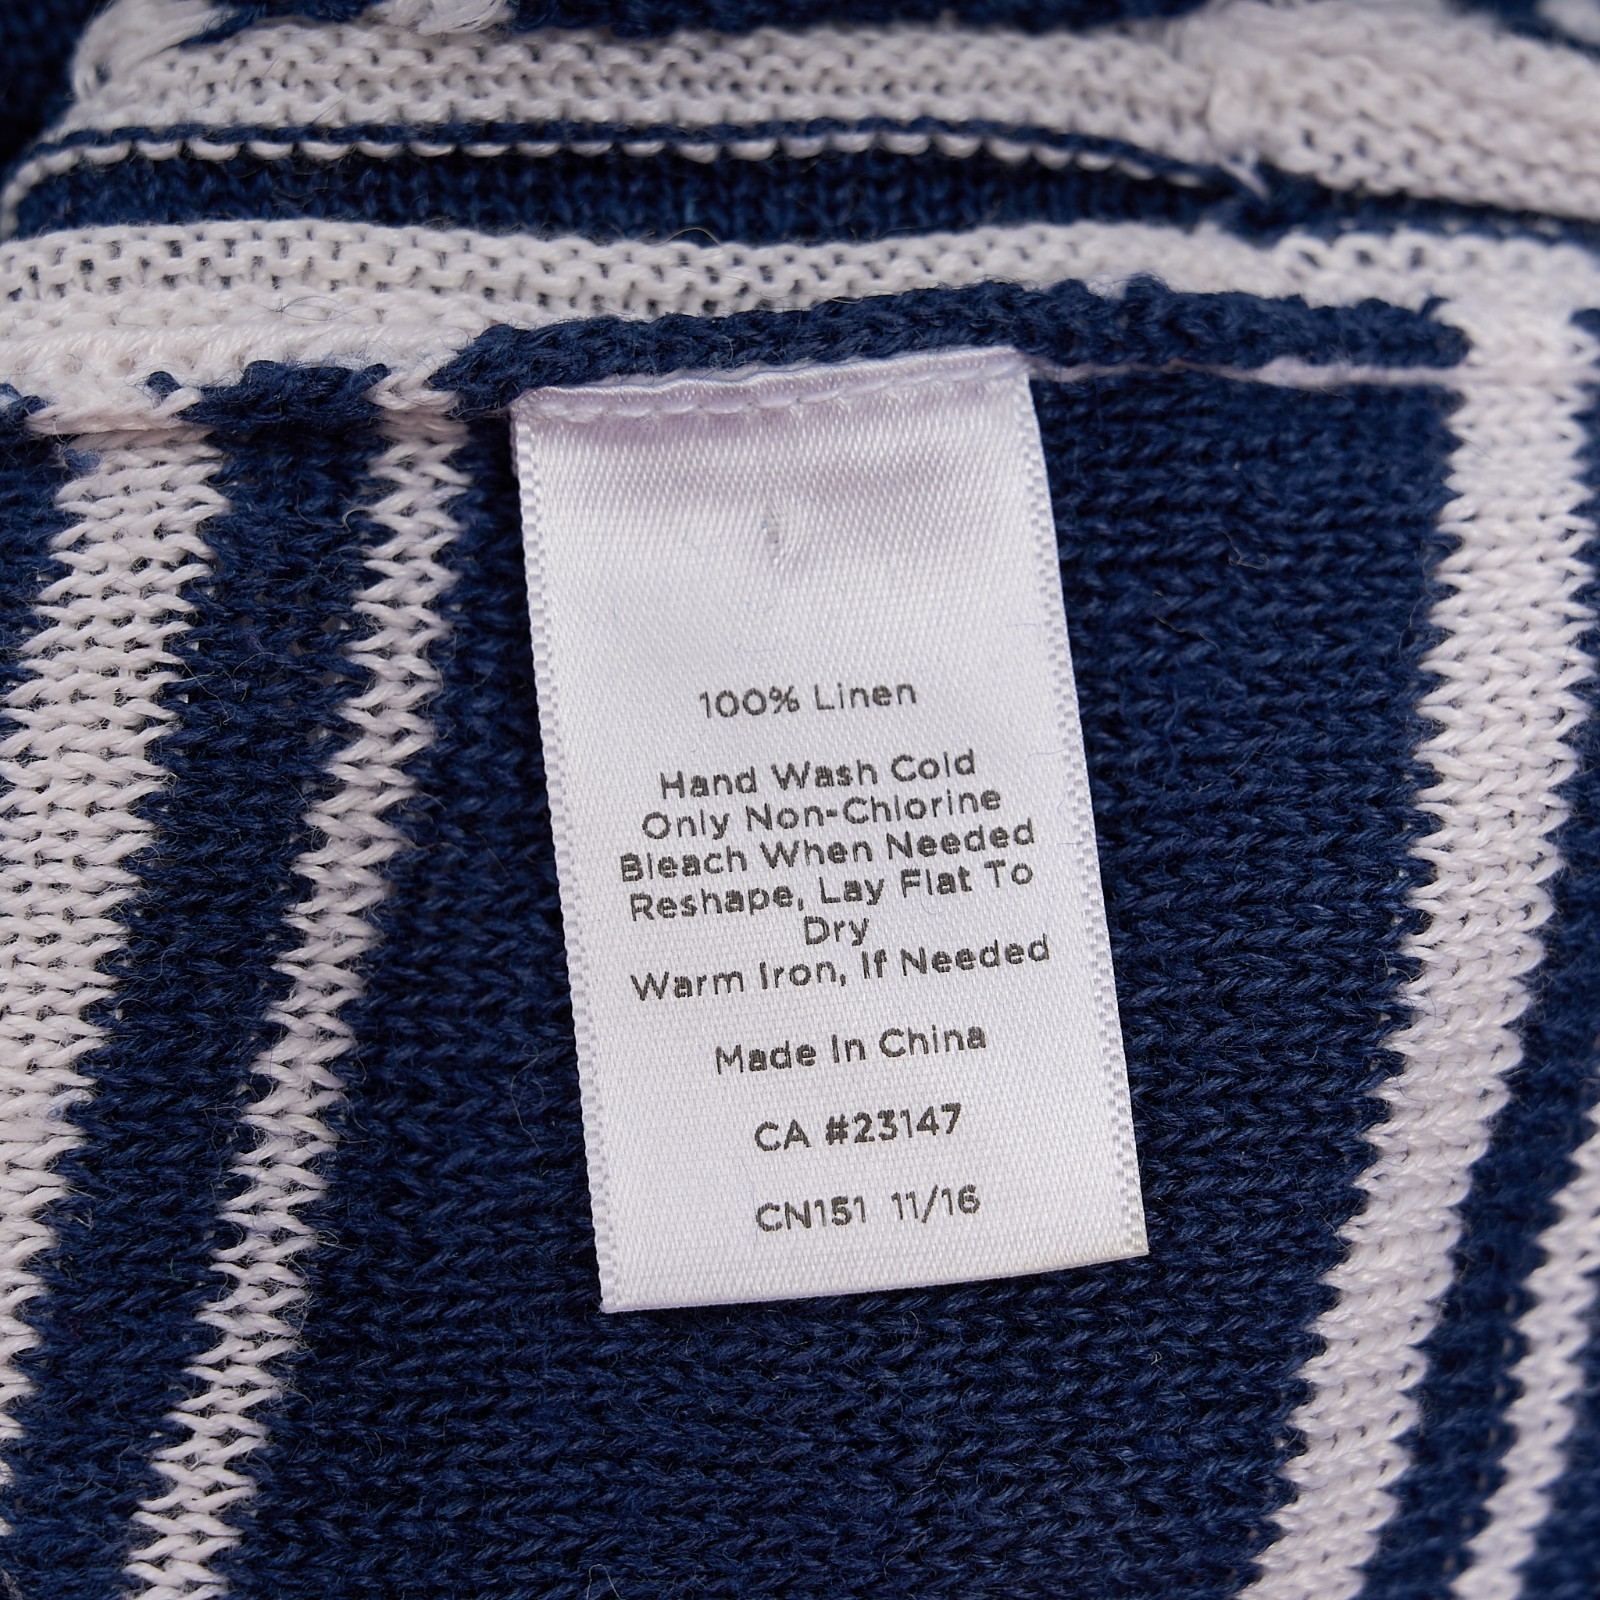 100% Linen
Hand Wash Cold
Only Non-Chlorine
Bleach When Needed
Reshape, Lay Flat To
Dry
Warm Iron, If Needed
Made In China
CA #23147
CN151 11/16